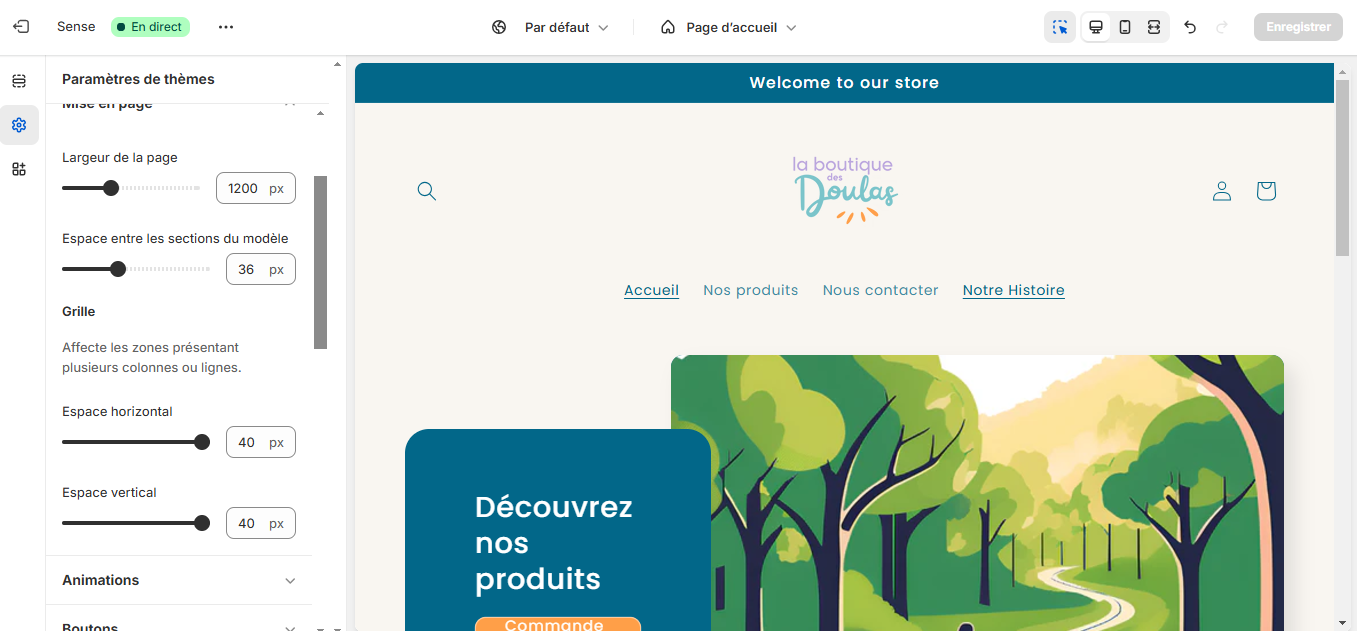 Sense
En direct
Par défaut
Page d’accueil
Enregistrer
Paramètres de thèmes
Mise en page
Largeur de la page
1200 px
Espace entre les sections du modèle
36 px
Grille
Affecte les zones présentant
plusieurs colonnes ou lignes.
Espace horizontal
40 px
Espace vertical
40 px
Animations
Boutons
Welcome to our store
la boutique
des
Doulas
Accueil
Nos produits
Nous contacter
Notre Histoire
Découvrez
nos
produits
Commande